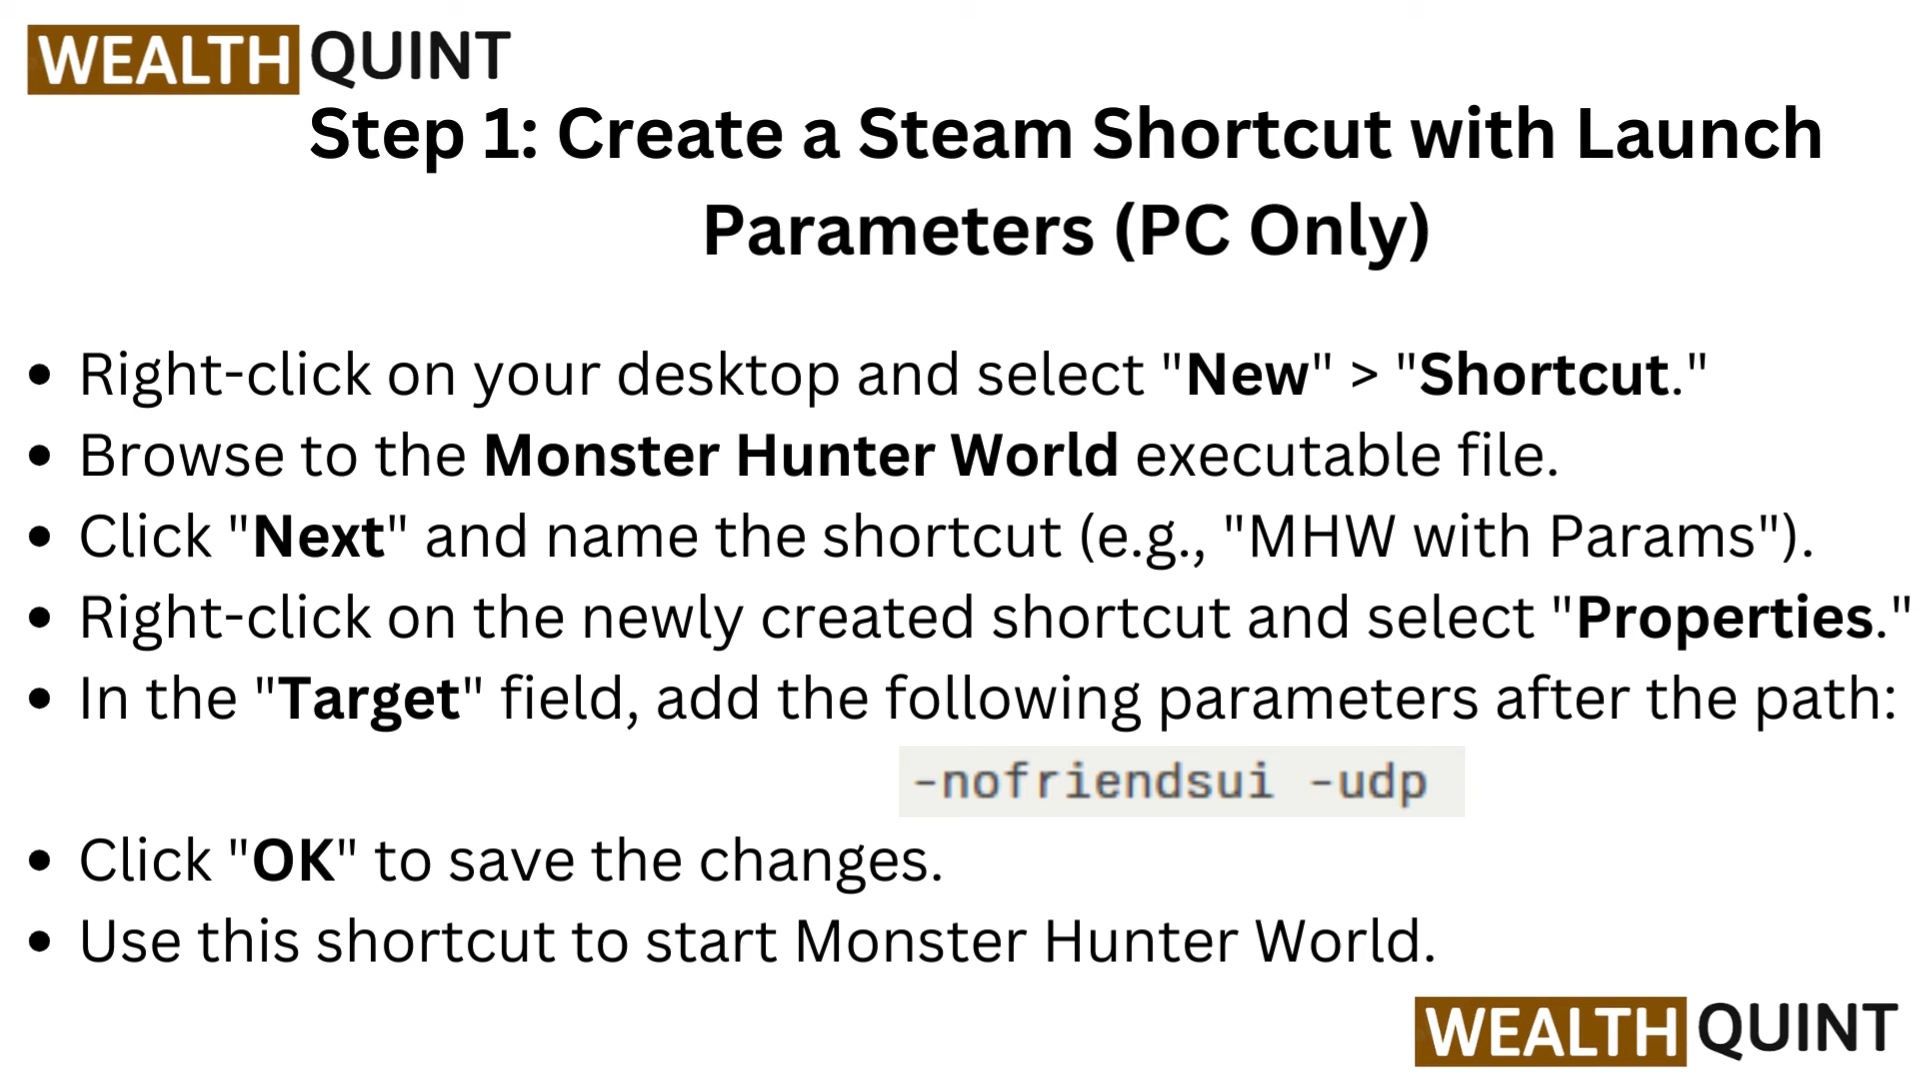 WEALTH QUINT
Step 1: Create a Steam Shortcut with Launch
Parameters (PC Only)
• Right-click on your desktop and select "New" > "Shortcut."
• Browse to the Monster Hunter World executable file.
• Click "Next" and name the shortcut (e.g., "MHW with Params").
• Right-click on the newly created shortcut and select "Properties."
• In the "Target" field, add the following parameters after the path:
-nofriendsui -udp
• Click "OK" to save the changes.
• Use this shortcut to start Monster Hunter World.
WEALTH QUINT